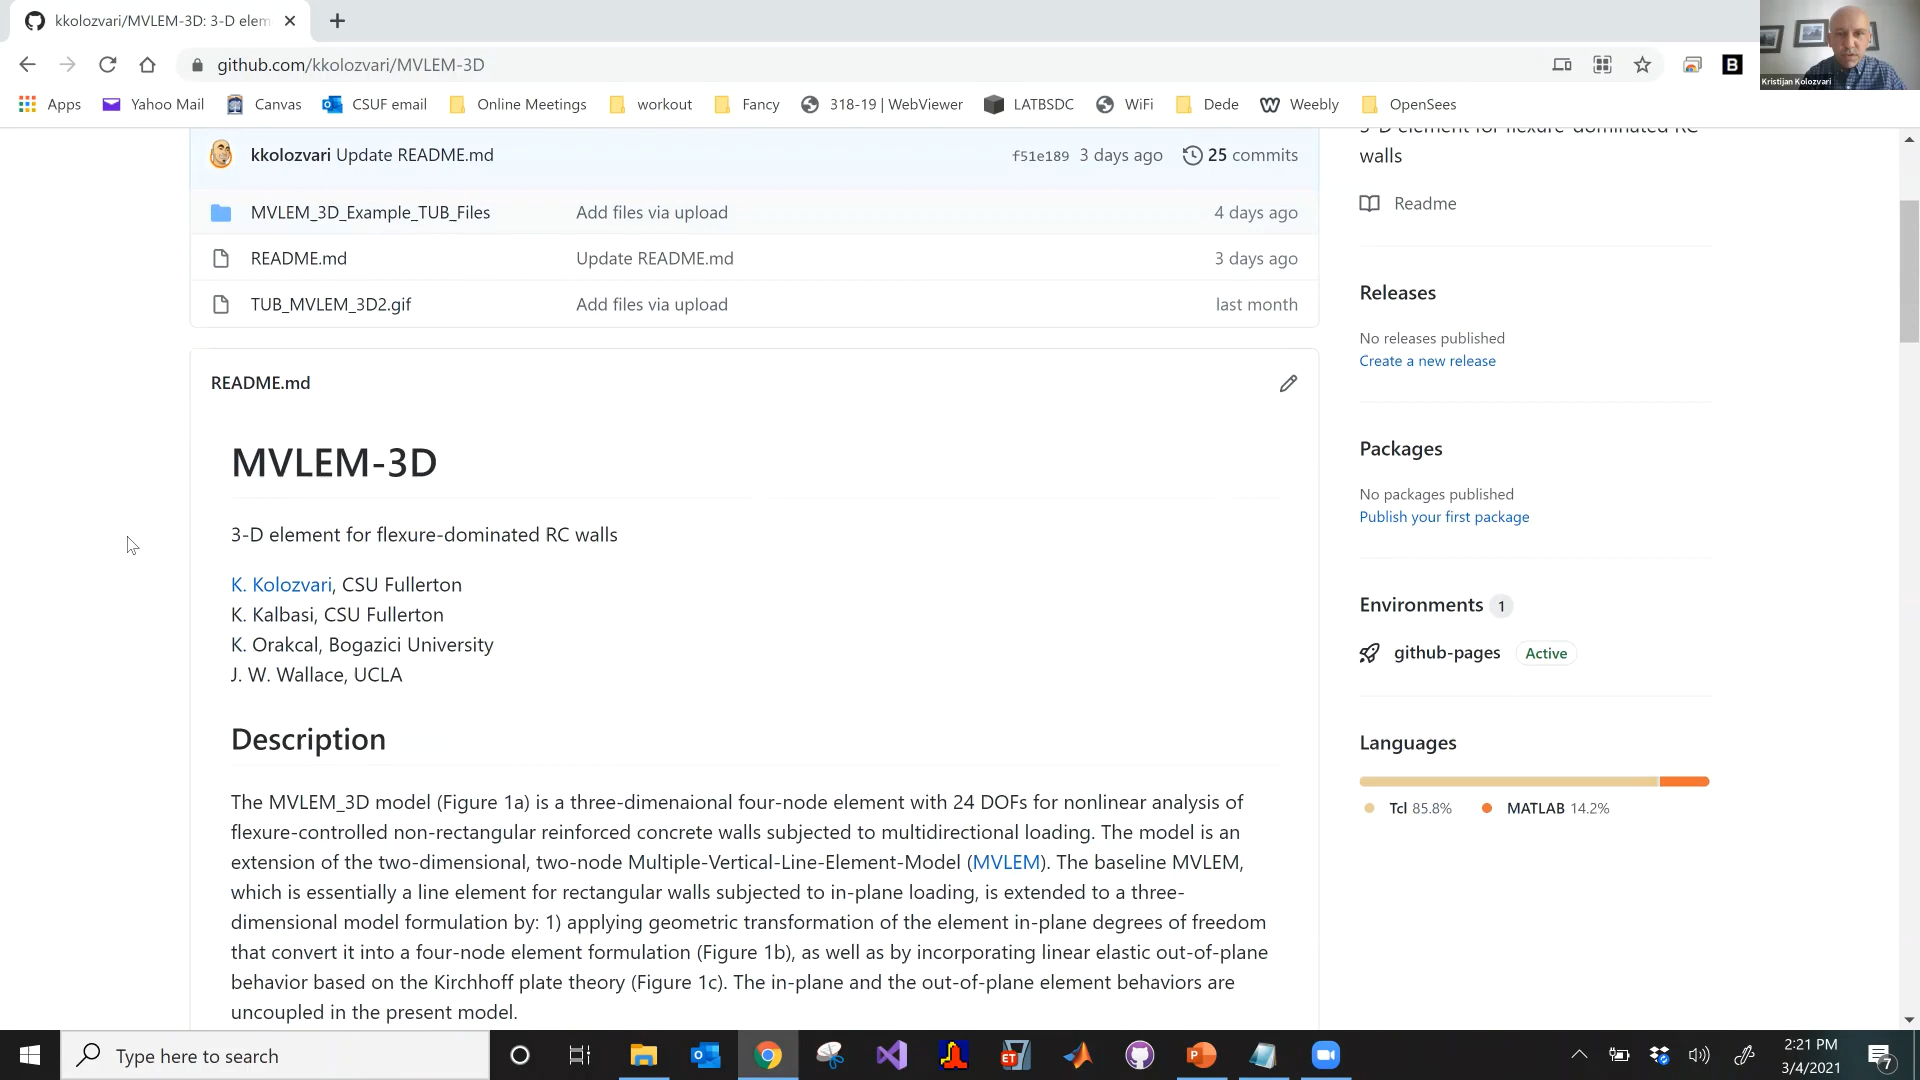 kkolozvari/MVLEM-3D: 3-D elem
github.com/kkolozvari/MVLEM-3D
B
Kristijan Kolozvari
Apps
Yahoo Mail
Canvas
CSUF email
Online Meetings
workout
Fancy
318-19 | WebViewer
LATBSDC
WiFi
Dede
Weebly
OpenSees
kkolozvari Update README.md
f51e189 3 days ago
25 commits
MVLEM_3D_Example_TUB_Files
Add files via upload
4 days ago
README.md
Update README.md
3 days ago
TUB_MVLEM_3D2.gif
Add files via upload
last month
README.md
MVLEM-3D
3-D element for flexure-dominated RC walls
K. Kolozvari, CSU Fullerton
K. Kalbasi, CSU Fullerton
K. Orakcal, Bogazici University
J. W. Wallace, UCLA
Description
The MVLEM_3D model (Figure 1a) is a three-dimenaional four-node element with 24 DOFs for nonlinear analysis of
flexure-controlled non-rectangular reinforced concrete walls subjected to multidirectional loading. The model is an
extension of the two-dimensional, two-node Multiple-Vertical-Line-Element-Model (MVLEM). The baseline MVLEM,
which is essentially a line element for rectangular walls subjected to in-plane loading, is extended to a three-
dimensional model formulation by: 1) applying geometric transformation of the element in-plane degrees of freedom
that convert it into a four-node element formulation (Figure 1b), as well as by incorporating linear elastic out-of-plane
behavior based on the Kirchhoff plate theory (Figure 1c). The in-plane and the out-of-plane element behaviors are
uncoupled in the present model.
3-D element for flexure-dominated RC
walls
Readme
Releases
No releases published
Create a new release
Packages
No packages published
Publish your first package
Environments 1
github-pages Active
Languages
Tcl 85.8%
MATLAB 14.2%
Type here to search
ET
2:21 PM
3/4/2021
7